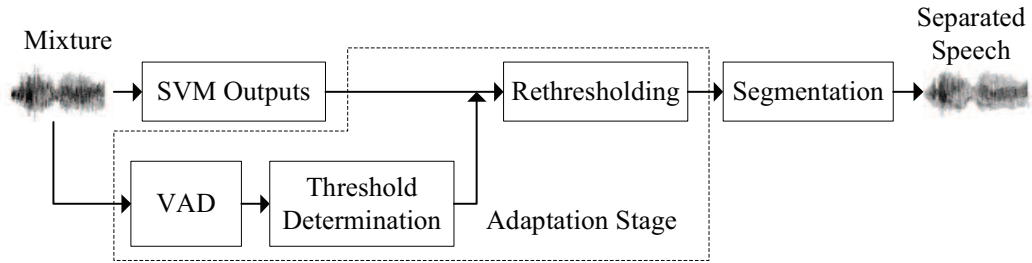 Mixture
Separated
Speech
SVM Outputs
Rethresholding
Segmentation
VAD
Threshold
Determination
Adaptation Stage